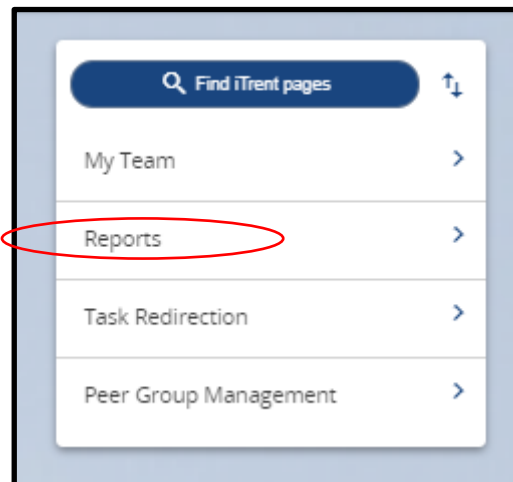 Find iTrent pages
My Team
Reports
Task Redirection
Peer Group Management